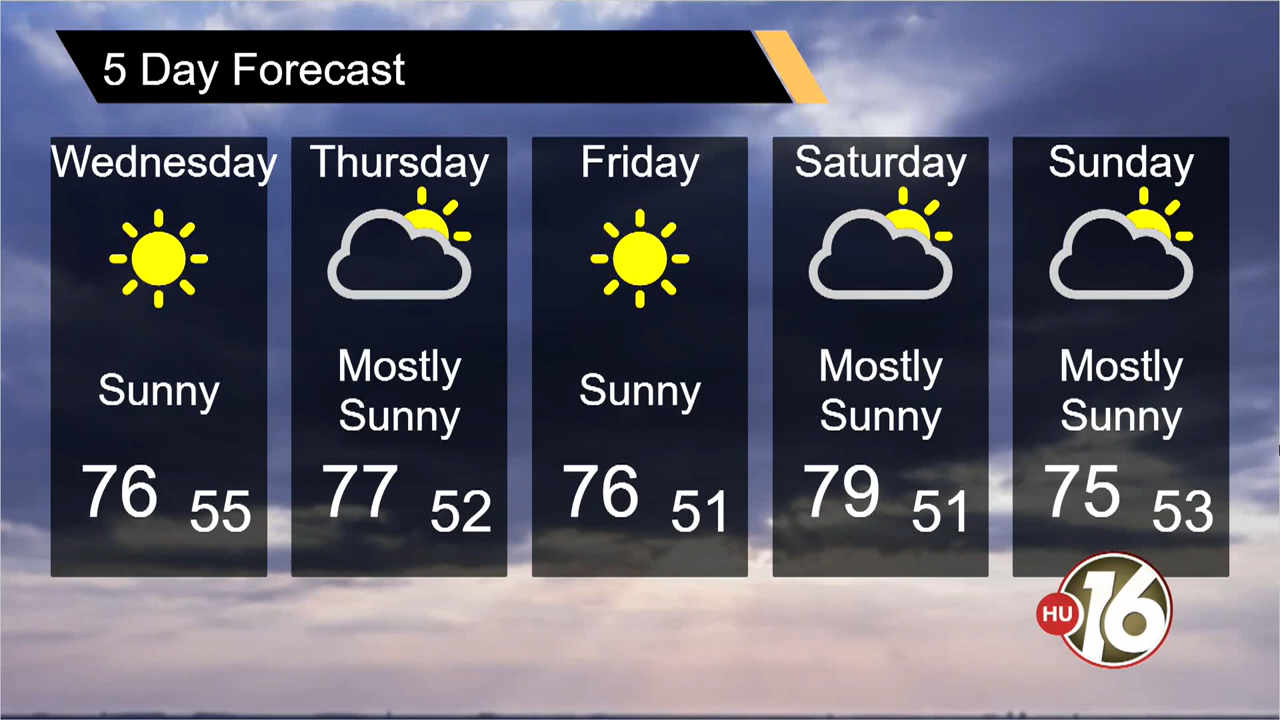 5 Day Forecast
Wednesday
Sunny
76 55
Thursday
Mostly
Sunny
77 52
Friday
Sunny
76 51
Saturday
Mostly
Sunny
79 51
Sunday
Mostly
Sunny
75 53
HU 16